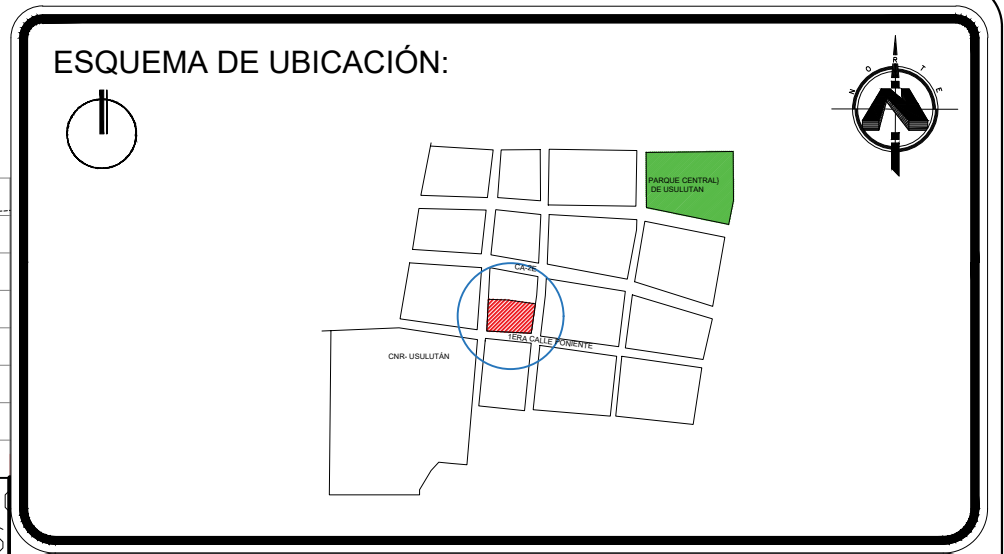 ESQUEMA DE UBICACIÓN:
N O R T E
PARQUE CENTRAL}
DE USULUTAN
CA-2E
1ERA CALLE PONIENTE
CNR- USULUTÁN